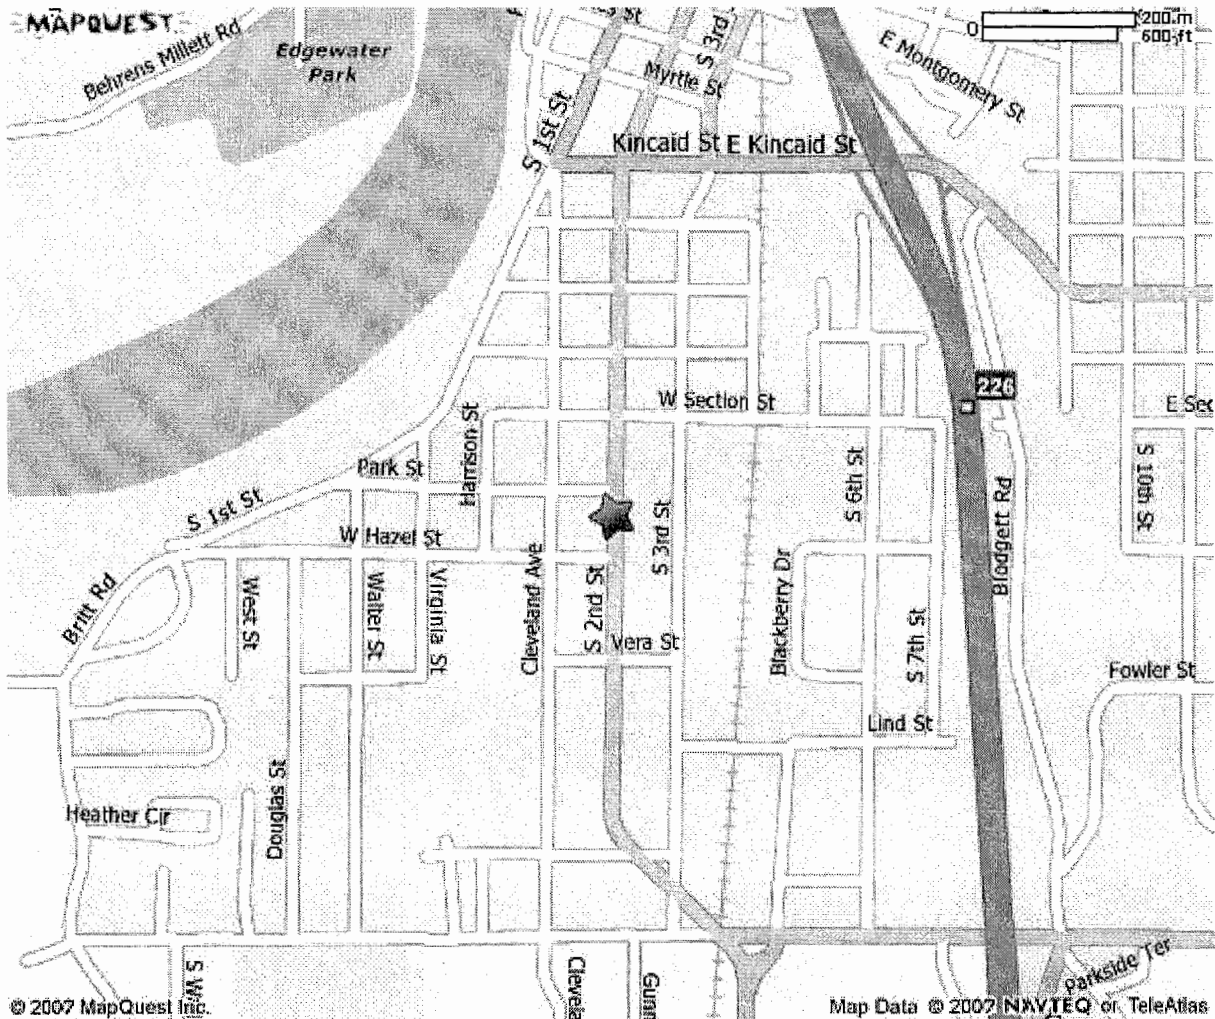 MAPQUEST
Behrens Millett Rd
Edgewater
Park
S 1st St
St
S 3rd
Myrtle St
Kincaid St
E Kincaid St
E Montgomery St
0
200 m
600 ft
226
W Section St
E Sec
Harrison St
Park St
S 1st St
W Hazel St
S 3rd St
S 6th St
Blodgett Rd
S 10th St
Britt Rd
West St
Walter St
Virginia St
Cleveland Ave
S 2nd St
Vera St
Blackberry Dr
S 7th St
Fowler St
Lind St
Heather Cir
Douglas St
S Wi
Clevela
Gunn
Parkside Ter
© 2007 MapQuest Inc.
Map Data © 2007 NAVTEQ or TeleAtlas